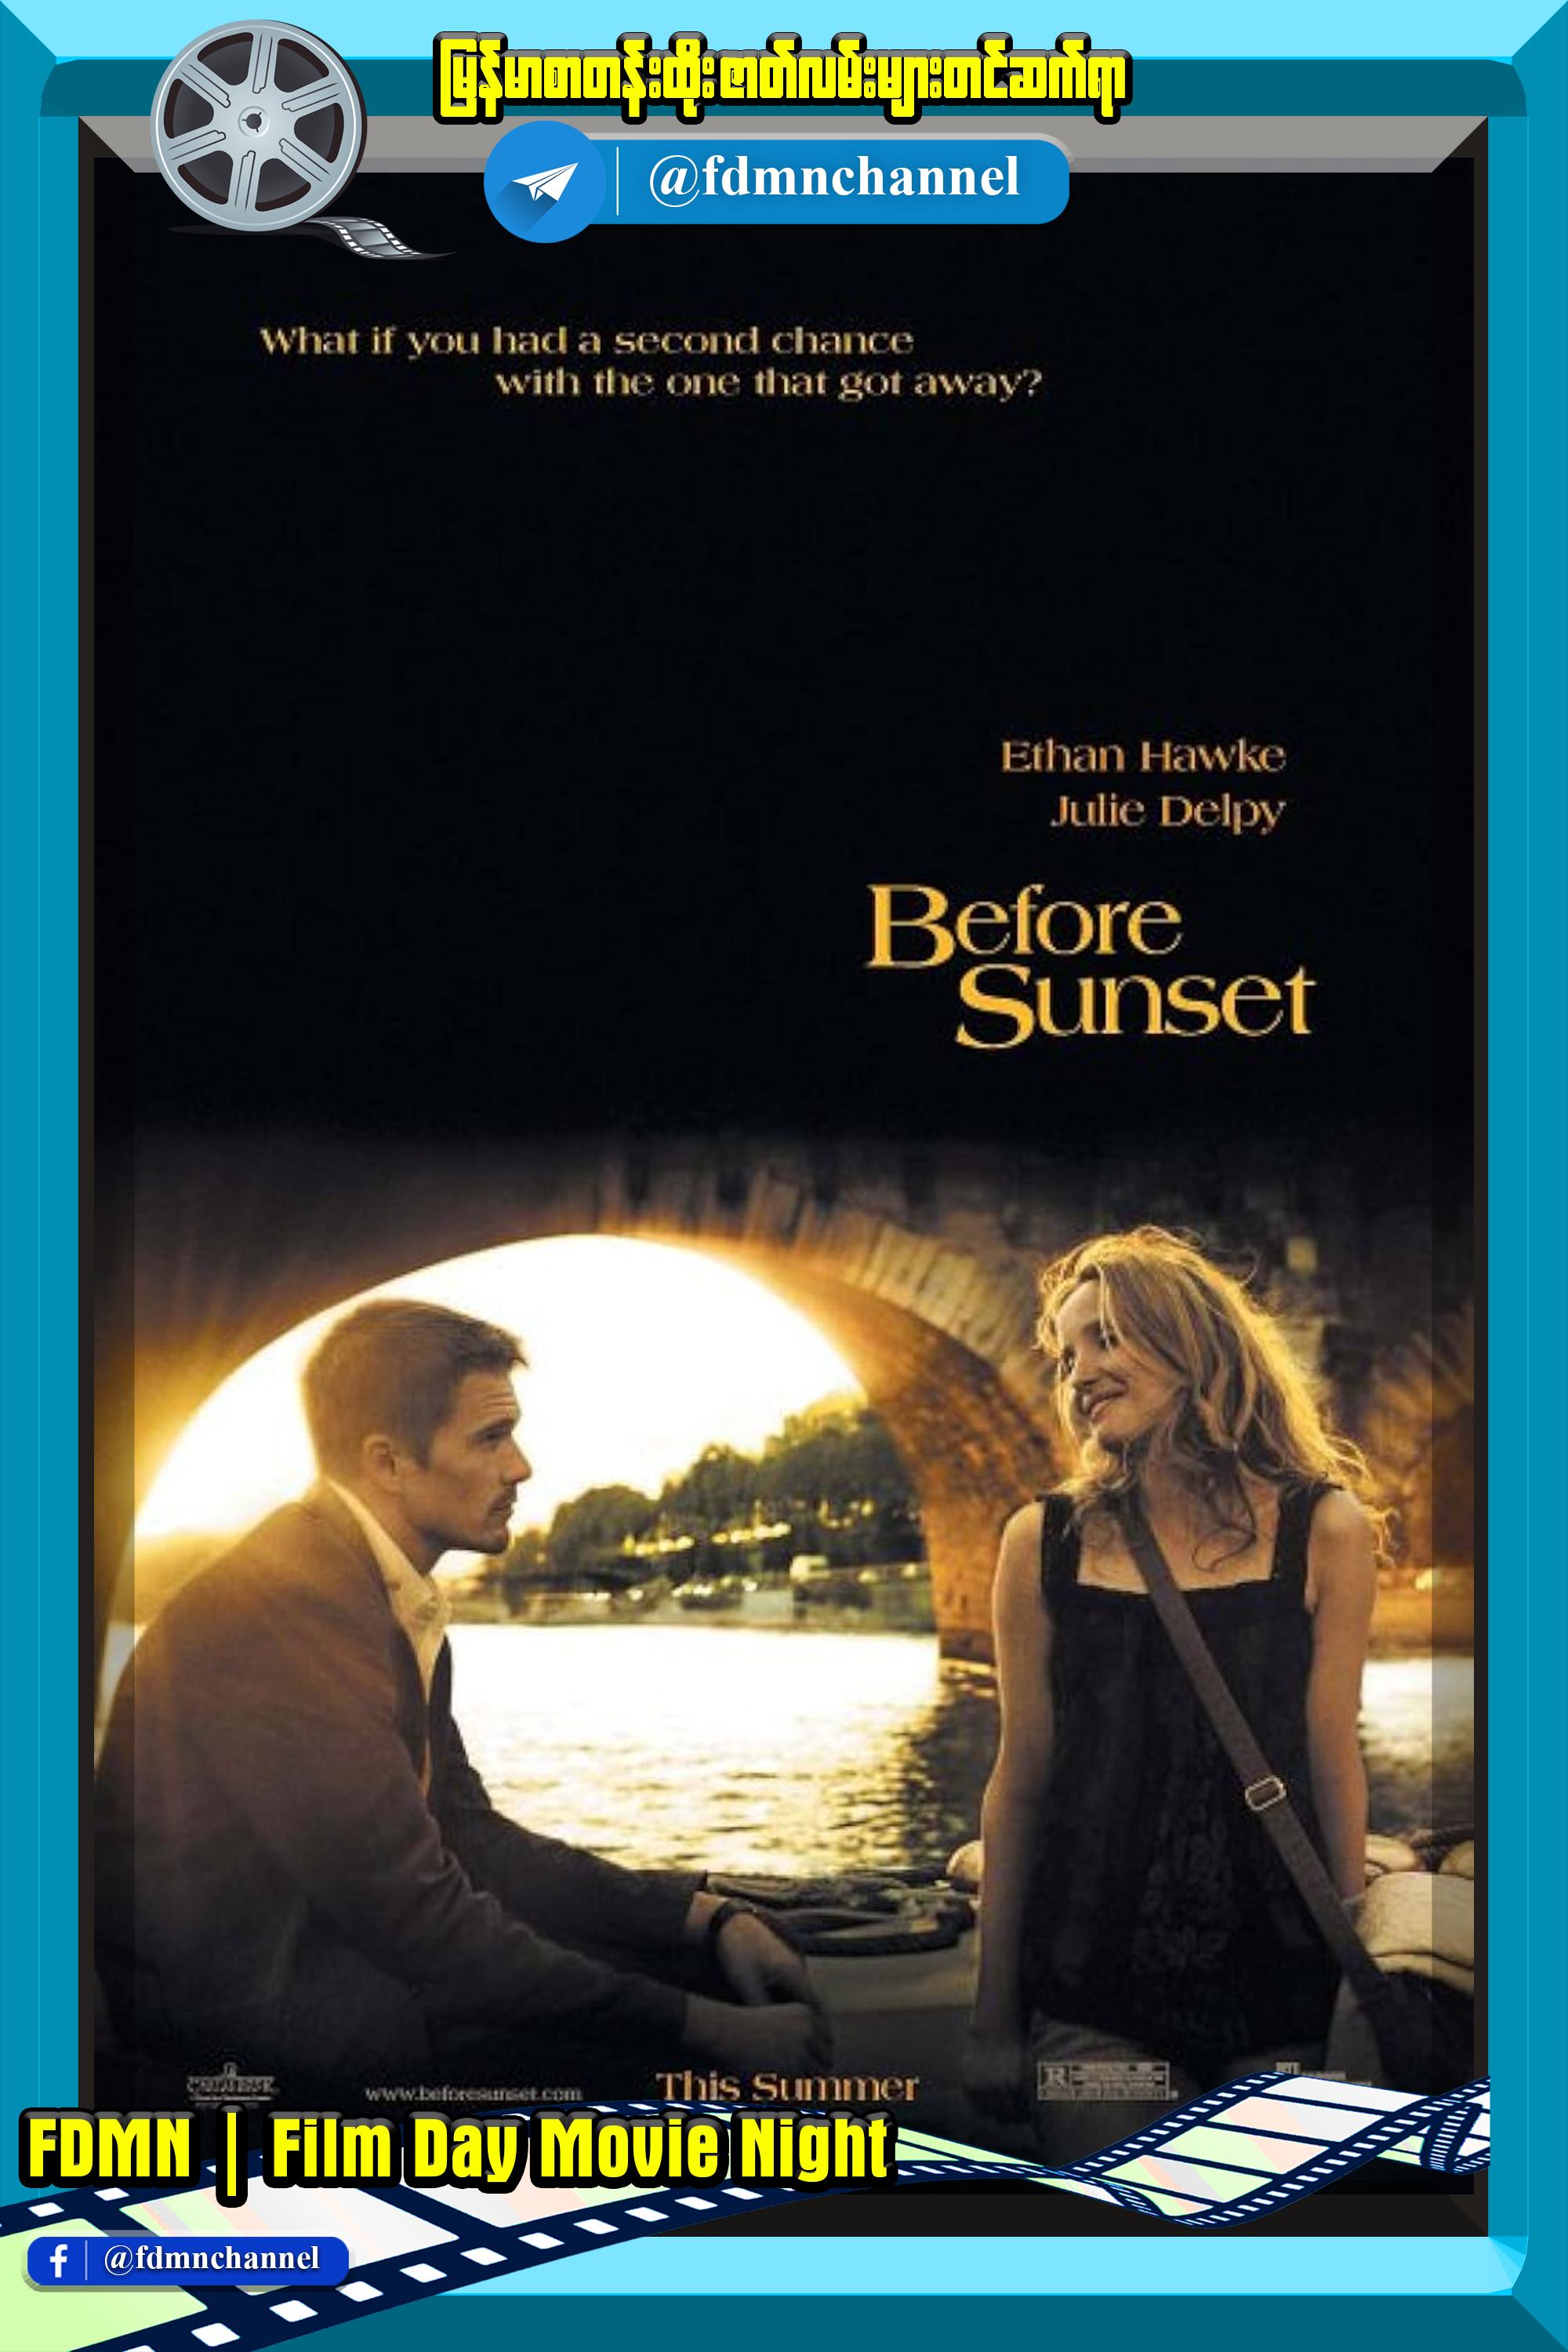 မြန်မာစာတန်းထိုး ဇာတ်လမ်းများတင်ဆက်ရာ
@fdmnchannel
What if you had a second chance
with the one that got away?
Ethan Hawke
Julie Delpy
Before
Sunset
www.beforesunset.com
This Summer
R
FDMN | Film Day Movie Night
@fdmnchannel